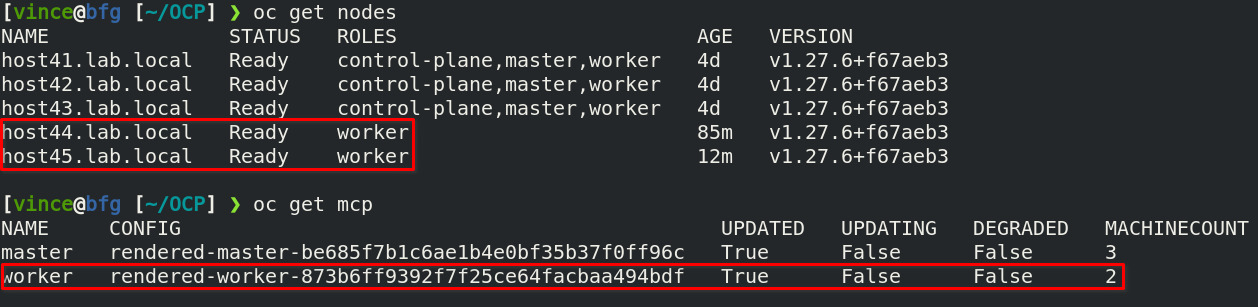 [vince@bfg [~/OCP] ❯ oc get nodes
NAME STATUS ROLES AGE VERSION
host41.lab.local Ready control-plane,master,worker 4d v1.27.6+f67aeb3
host42.lab.local Ready control-plane,master,worker 4d v1.27.6+f67aeb3
host43.lab.local Ready control-plane,master,worker 4d v1.27.6+f67aeb3
host44.lab.local Ready worker 85m v1.27.6+f67aeb3
host45.lab.local Ready worker 12m v1.27.6+f67aeb3
[vince@bfg [~/OCP] ❯ oc get mcp
NAME CONFIG UPDATED UPDATING DEGRADED MACHINECOUNT
master rendered-master-be685f7b1c6ae1b4e0bf35b37f0ff96c True False False 3
worker rendered-worker-873b6ff9392f7f25ce64facbaa494bdf True False False 2